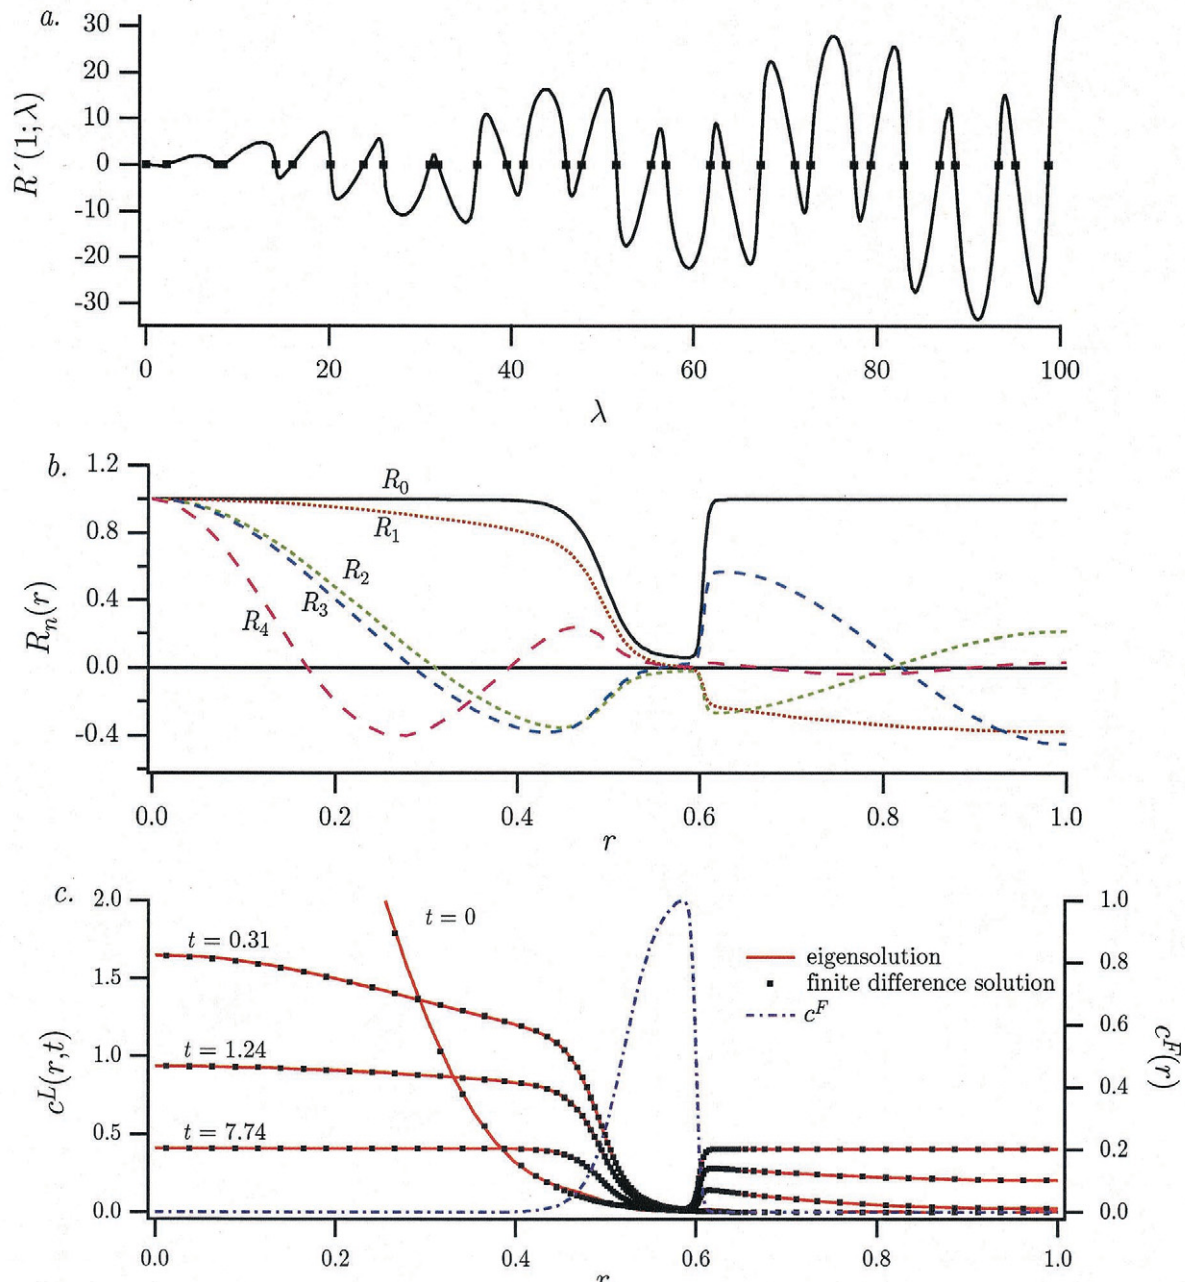 a.
30
20
10
0
-10
-20
-30
R´(1; λ)
0 20 40 60 80 100
λ
b.
1.2
0.8
0.4
0.0
-0.4
R_n(r)
R_0
R_1
R_2
R_3
R_4
0.0 0.2 0.4 0.6 0.8 1.0
r
c.
2.0
1.5
1.0
0.5
0.0
c^L(r,t)
t = 0
t = 0.31
t = 1.24
t = 7.74
eigensolution
finite difference solution
c^F
1.0
0.8
0.6
0.4
0.2
0.0
c^F(r)
0.0 0.2 0.4 0.6 0.8 1.0
r